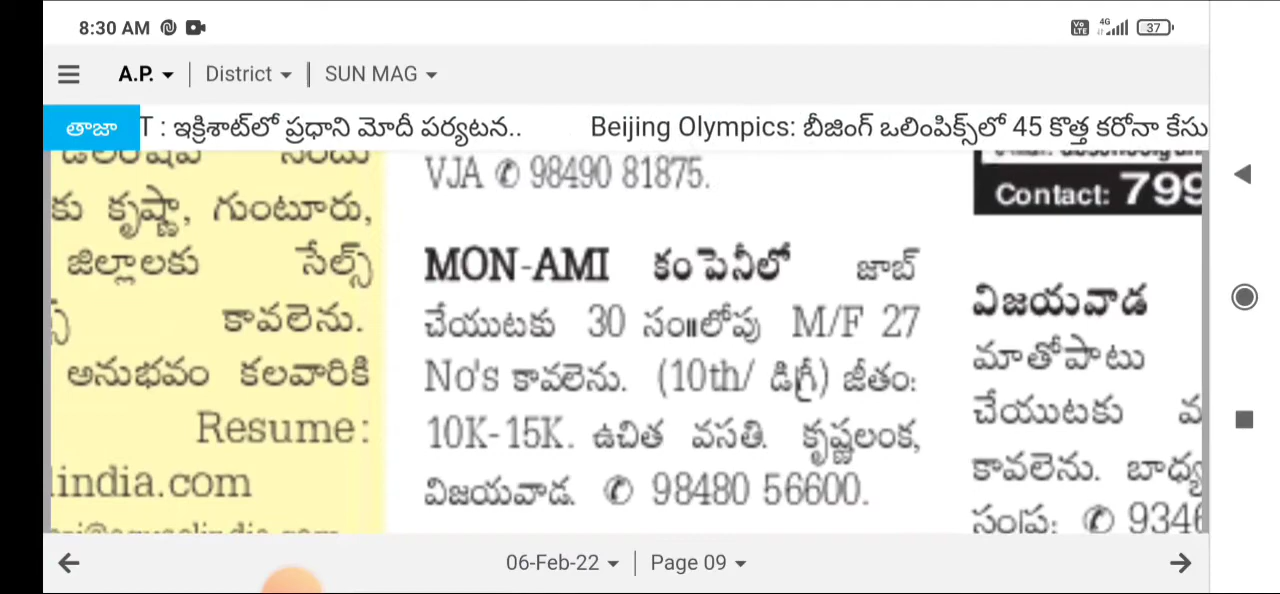 8:30 AM
4G
37
A.P. District SUN MAG
తాజా
T : ఇక్రిశాట్‌లో ప్రధాని మోదీ పర్యటన.. Beijing Olympics: బీజింగ్ ఒలింపిక్స్‌లో 45 కొత్త కరోనా కేసు
కు కృష్ణా, గుంటూరు,
జిల్లాలకు సేల్స్
కావలెను.
అనుభవం కలవారికి
Resume:
india.com
VJA ✆ 98490 81875.
MON-AMI కంపెనీలో జాబ్
చేయుటకు 30 సం॥లోపు M/F 27
No's కావలెను. (10th/ డిగ్రీ) జీతం:
10K-15K. ఉచిత వసతి. కృష్ణలంక,
విజయవాడ. ✆ 98480 56600.
Contact: 799
విజయవాడ
మాతోపాటు
చేయుటకు వ
కావలెను. బాధ్య
సం॥ప్ర: ✆ 9346
06-Feb-22 Page 09